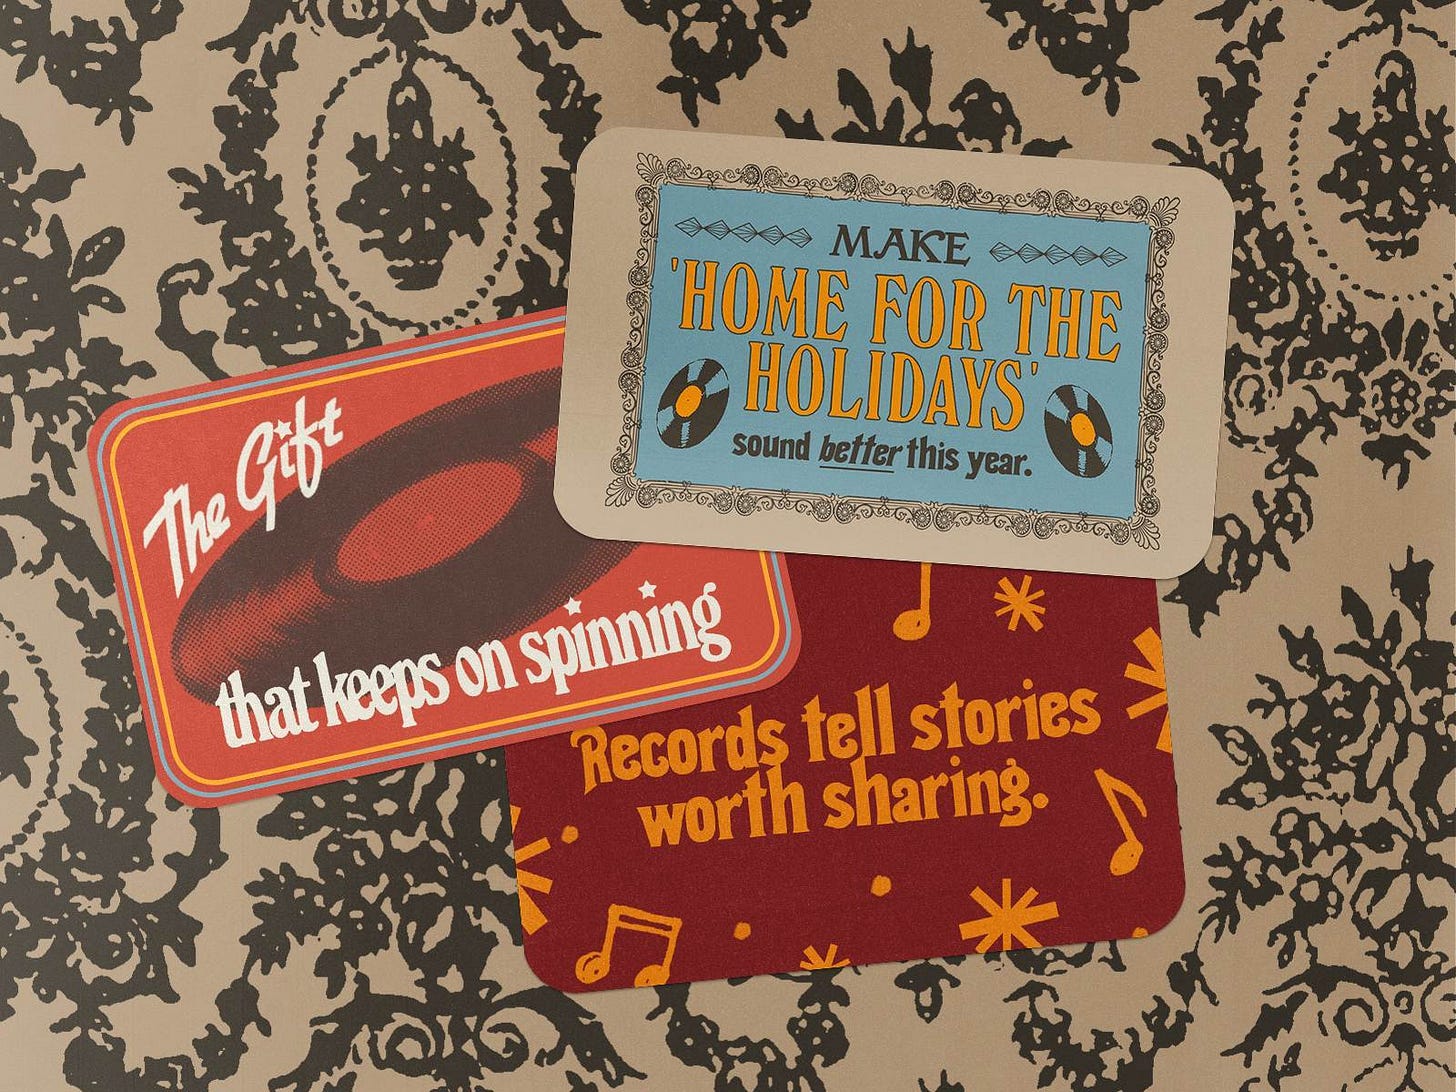 MAKE
'HOME FOR THE
HOLIDAYS'
sound better this year.
The Gift
that keeps on spinning
Records tell stories
worth sharing.